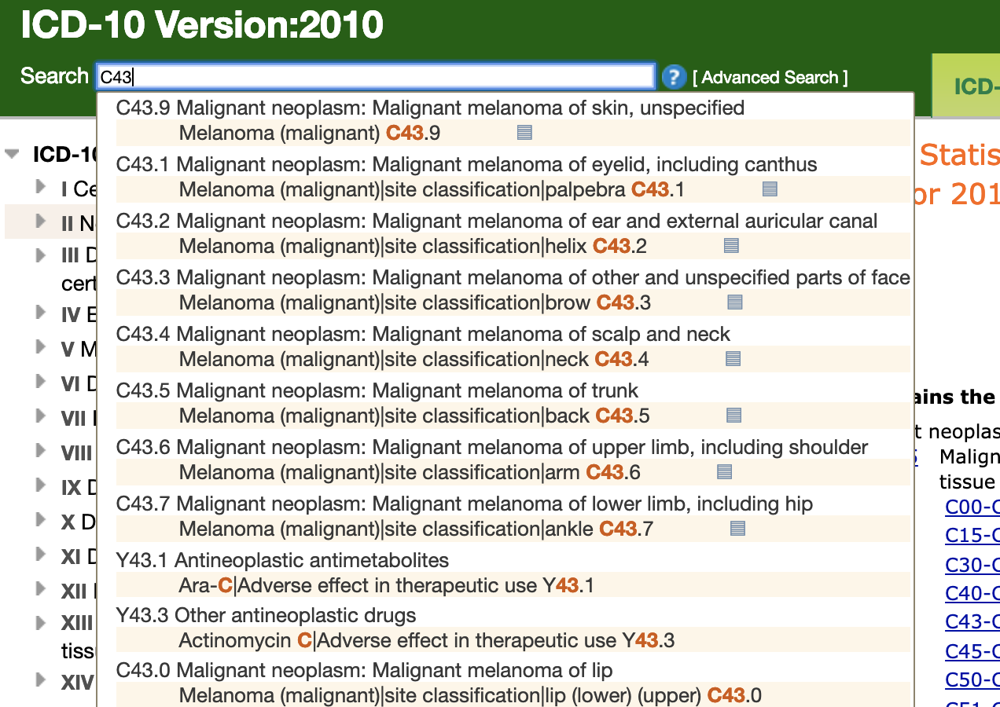 ICD-10 Version:2010
Search C43 ? [ Advanced Search ]
ICD-
C43.9 Malignant neoplasm: Malignant melanoma of skin, unspecified
Melanoma (malignant) C43.9
C43.1 Malignant neoplasm: Malignant melanoma of eyelid, including canthus
Melanoma (malignant)|site classification|palpebra C43.1
C43.2 Malignant neoplasm: Malignant melanoma of ear and external auricular canal
Melanoma (malignant)|site classification|helix C43.2
C43.3 Malignant neoplasm: Malignant melanoma of other and unspecified parts of face
Melanoma (malignant)|site classification|brow C43.3
C43.4 Malignant neoplasm: Malignant melanoma of scalp and neck
Melanoma (malignant)|site classification|neck C43.4
C43.5 Malignant neoplasm: Malignant melanoma of trunk
Melanoma (malignant)|site classification|back C43.5
C43.6 Malignant neoplasm: Malignant melanoma of upper limb, including shoulder
Melanoma (malignant)|site classification|arm C43.6
C43.7 Malignant neoplasm: Malignant melanoma of lower limb, including hip
Melanoma (malignant)|site classification|ankle C43.7
Y43.1 Antineoplastic antimetabolites
Ara-C|Adverse effect in therapeutic use Y43.1
Y43.3 Other antineoplastic drugs
Actinomycin C|Adverse effect in therapeutic use Y43.3
C43.0 Malignant neoplasm: Malignant melanoma of lip
Melanoma (malignant)|site classification|lip (lower) (upper) C43.0
ICD-10
I Ce
II N
III D
cert
IV E
V M
VI D
VII
VIII
IX D
X D
XI D
XII
XIII
tiss
XIV
Statis
or 201
ains the
t neoplas
Malign
tissue
C00-C
C15-C
C30-C
C40-C
C43-C
C45-C
C50-C